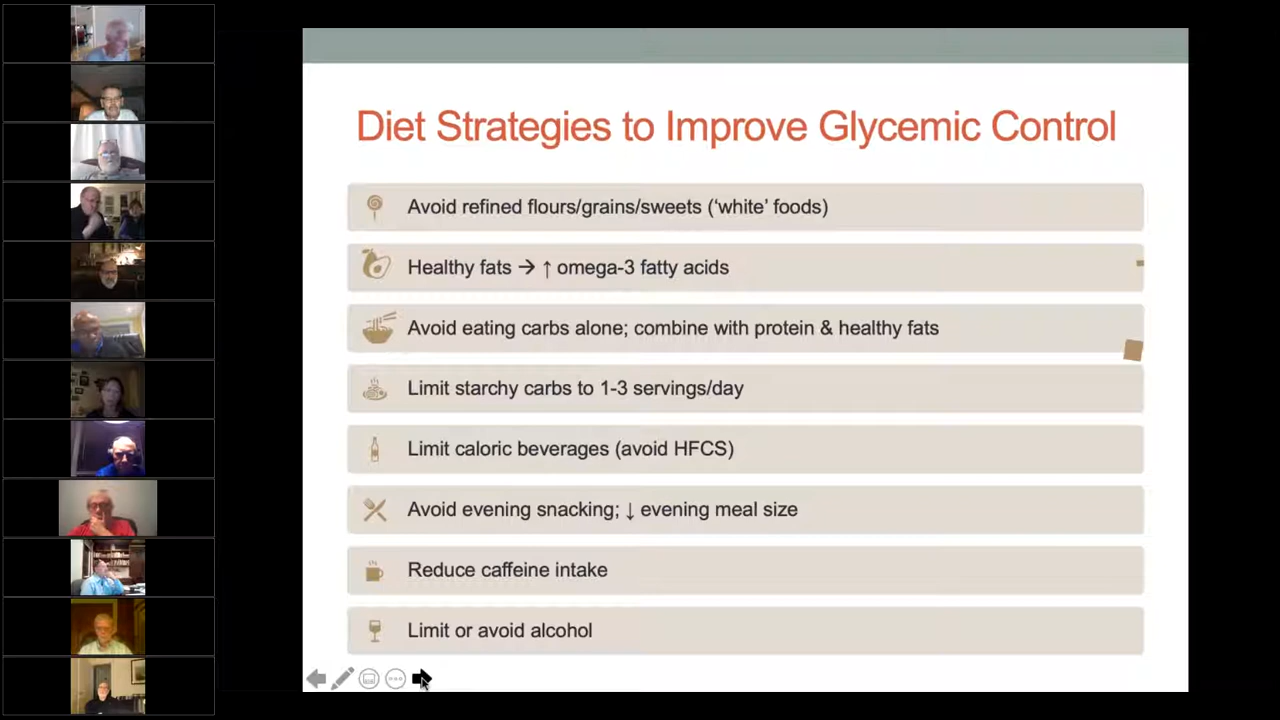 Diet Strategies to Improve Glycemic Control
Avoid refined flours/grains/sweets (‘white’ foods)
Healthy fats → ↑ omega-3 fatty acids
Avoid eating carbs alone; combine with protein & healthy fats
Limit starchy carbs to 1-3 servings/day
Limit caloric beverages (avoid HFCS)
Avoid evening snacking; ↓ evening meal size
Reduce caffeine intake
Limit or avoid alcohol